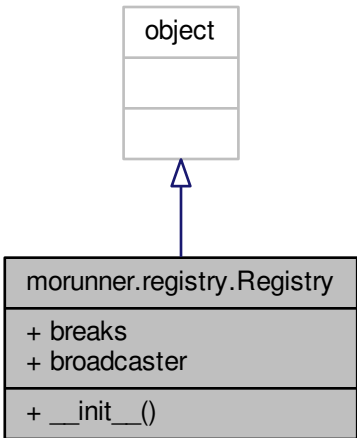 object
morunner.registry.Registry
+ breaks
+ broadcaster
+ __init__()